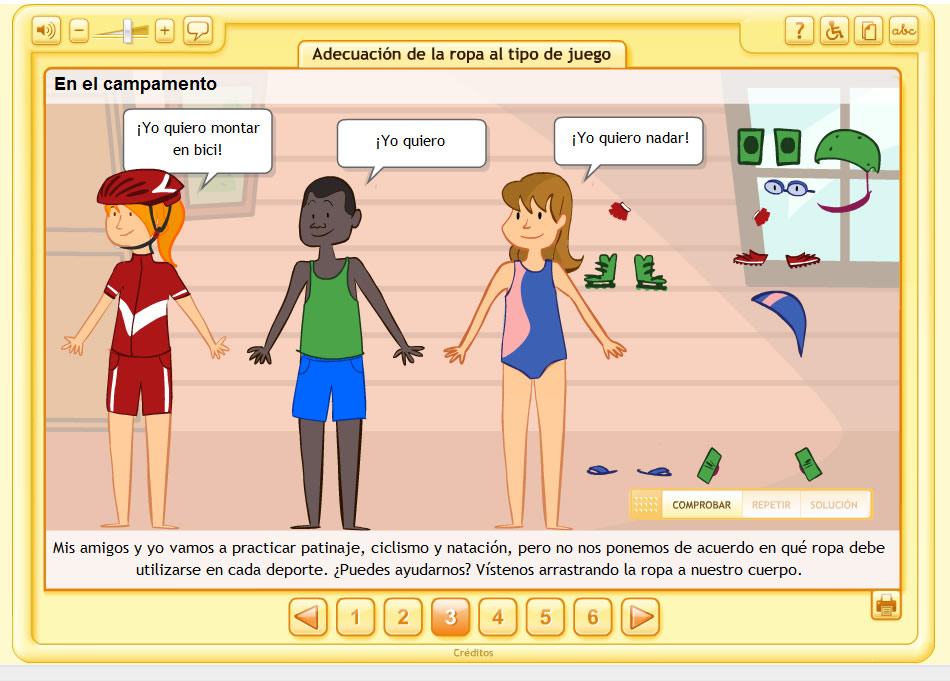 −
+
?
abc
Adecuación de la ropa al tipo de juego
En el campamento
¡Yo quiero montar
en bici!
¡Yo quiero
¡Yo quiero nadar!
COMPROBAR
REPETIR
SOLUCIÓN
Mis amigos y yo vamos a practicar patinaje, ciclismo y natación, pero no nos ponemos de acuerdo en qué ropa debe
utilizarse en cada deporte. ¿Puedes ayudarnos? Vístenos arrastrando la ropa a nuestro cuerpo.
1
2
3
4
5
6
Créditos